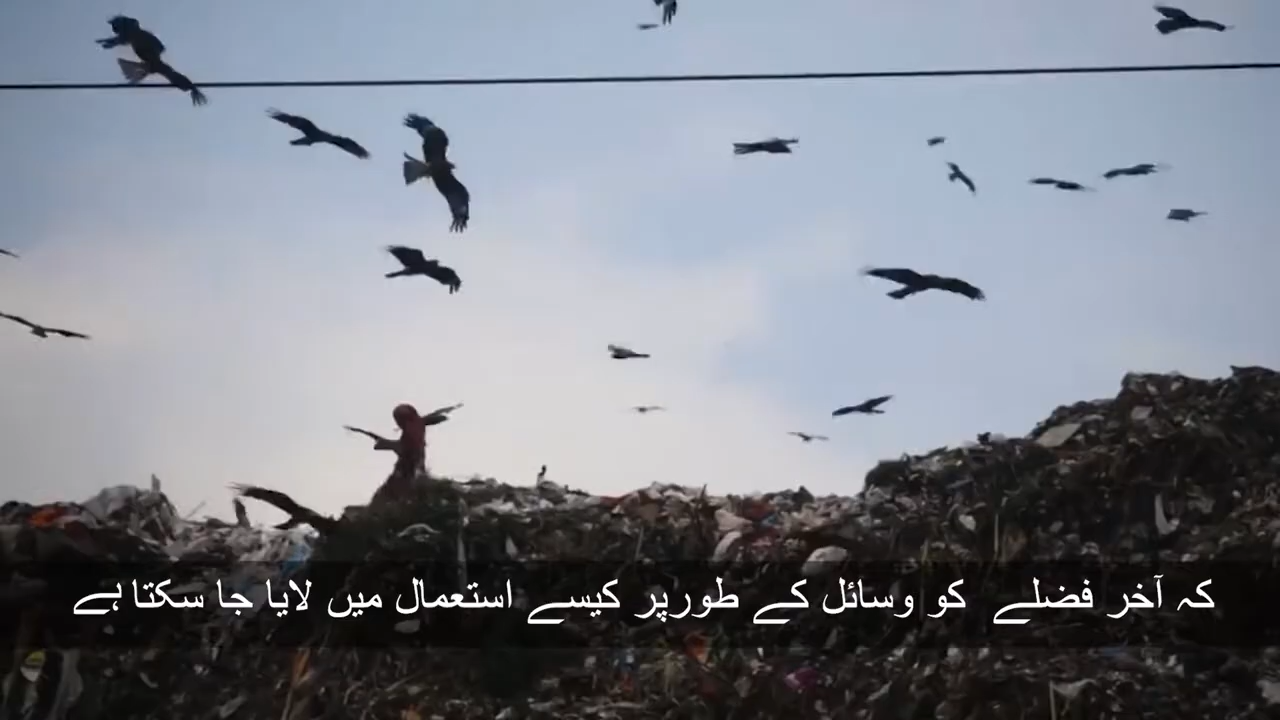 کہ آخر فضلے کو وسائل کے طورپر کیسے استعمال میں لایا جا سکتا ہے